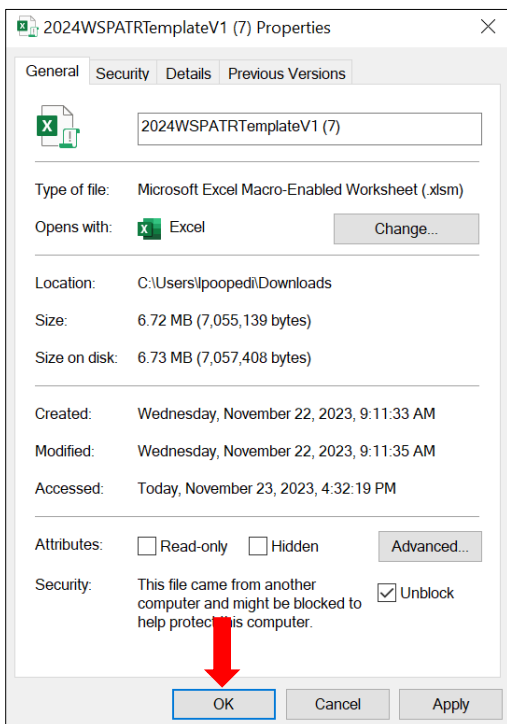 2024WSPATRTemplateV1 (7) Properties
General Security Details Previous Versions
2024WSPATRTemplateV1 (7)
Type of file: Microsoft Excel Macro-Enabled Worksheet (.xlsm)
Opens with: Excel Change...
Location: C:\Users\lpoopedi\Downloads
Size: 6.72 MB (7,055,139 bytes)
Size on disk: 6.73 MB (7,057,408 bytes)
Created: Wednesday, November 22, 2023, 9:11:33 AM
Modified: Wednesday, November 22, 2023, 9:11:35 AM
Accessed: Today, November 23, 2023, 4:32:19 PM
Attributes: Read-only Hidden Advanced...
Security: This file came from another
computer and might be blocked to
help protect this computer.
Unblock
OK Cancel Apply